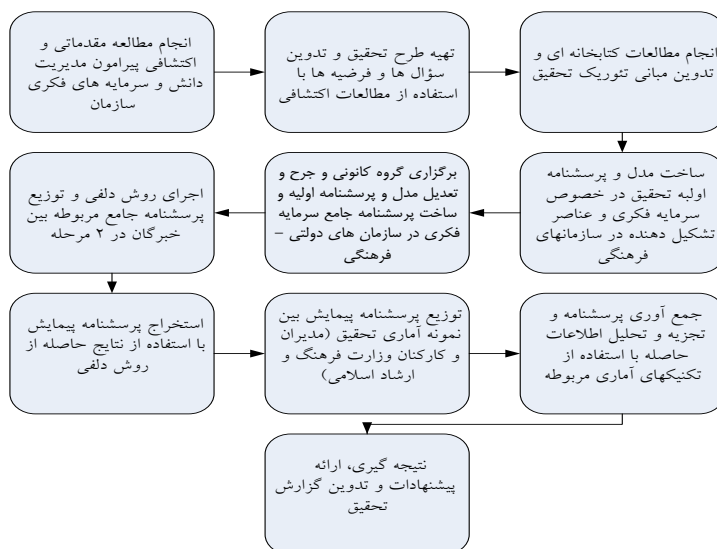 انجام مطالعه مقدماتی و
اکتشافی پیرامون مدیریت
دانش و سرمایه های فکری
سازمان
تهیه طرح تحقیق و تدوین
سؤال ها و فرضیه ها با
استفاده از مطالعات اکتشافی
انجام مطالعات کتابخانه ای و
تدوین مبانی تئوریک تحقیق
ساخت مدل و پرسشنامه
اولیه تحقیق در خصوص
سرمایه فکری و عناصر
تشکیل دهنده در سازمانهای
فرهنگی
برگزاری گروه کانونی و جرح و
تعدیل مدل و پرسشنامه اولیه و
ساخت پرسشنامه جامع سرمایه
فکری در سازمان های دولتی –
فرهنگی
اجرای روش دلفی و توزیع
پرسشنامه جامع مربوطه بین
خبرگان در ۲ مرحله
استخراج پرسشنامه پیمایش
با استفاده از نتایج حاصله از
روش دلفی
توزیع پرسشنامه پیمایش بین
نمونه آماری تحقیق (مدیران
و کارکنان وزارت فرهنگ و
ارشاد اسلامی)
جمع آوری پرسشنامه و
تجزیه و تحلیل اطلاعات
حاصله با استفاده از
تکنیکهای آماری مربوطه
نتیجه گیری، ارائه
پیشنهادات و تدوین گزارش
تحقیق